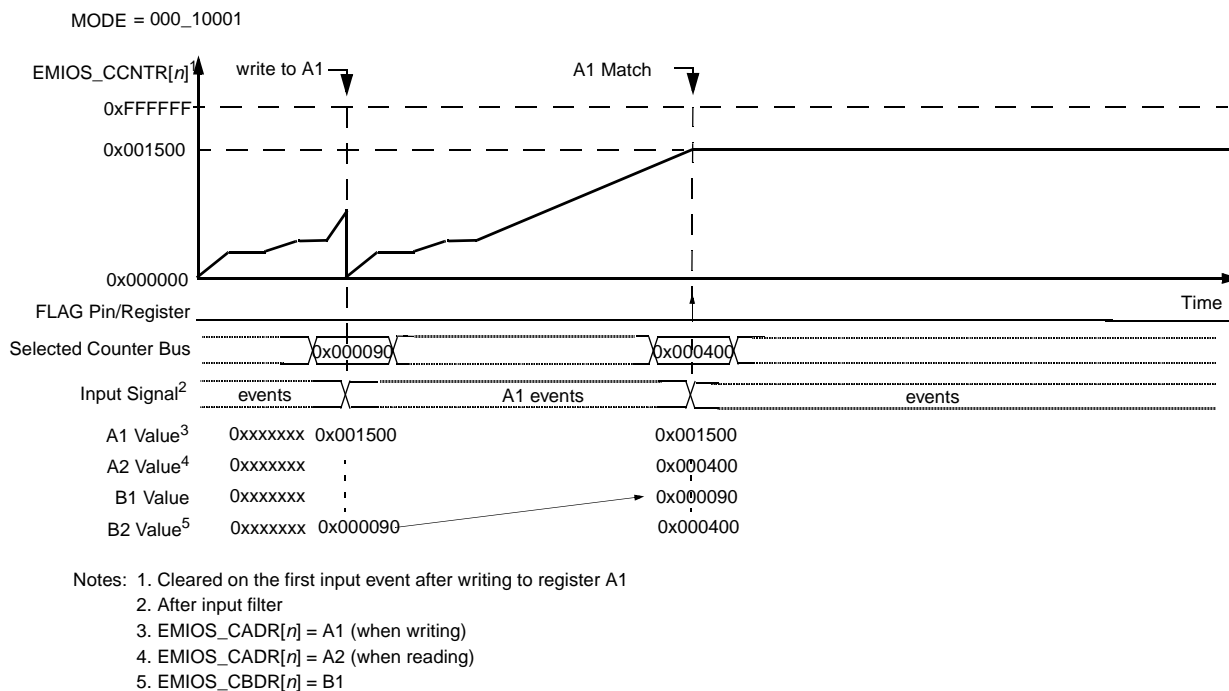 MODE = 000_10001
EMIOS_CCNTR[n]1 write to A1 A1 Match
0xFFFFFF
0x001500
0x000000
FLAG Pin/Register Time
Selected Counter Bus 0x000090 0x000400
Input Signal2 events A1 events events
A1 Value3 0xxxxxxx 0x001500 0x001500
A2 Value4 0xxxxxxx 0x000400
B1 Value 0xxxxxxx 0x000090
B2 Value5 0xxxxxxx 0x000090 0x000400
Notes: 1. Cleared on the first input event after writing to register A1
2. After input filter
3. EMIOS_CADR[n] = A1 (when writing)
4. EMIOS_CADR[n] = A2 (when reading)
5. EMIOS_CBDR[n] = B1